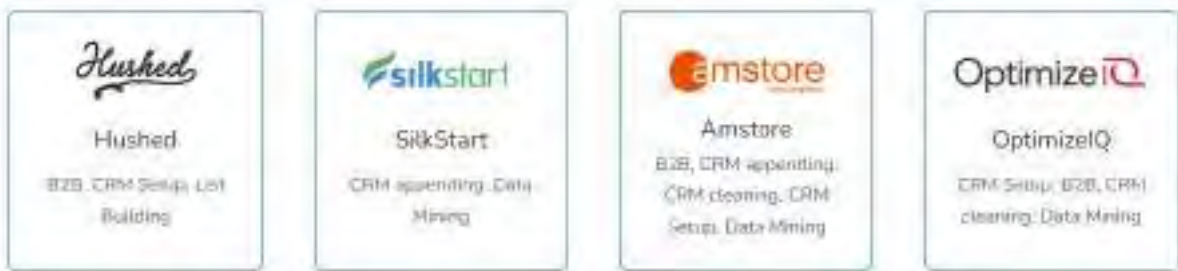 Hushed
Hushed
B2B, CRM Setup, List
Building
silkstart
SilkStart
CRM appending, Data
Mining
amstore
Amstore
B2B, CRM appending,
CRM cleaning, CRM
Setup, Data Mining
OptimizeIQ
OptimizeIQ
CRM Setup, B2B, CRM
cleaning, Data Mining